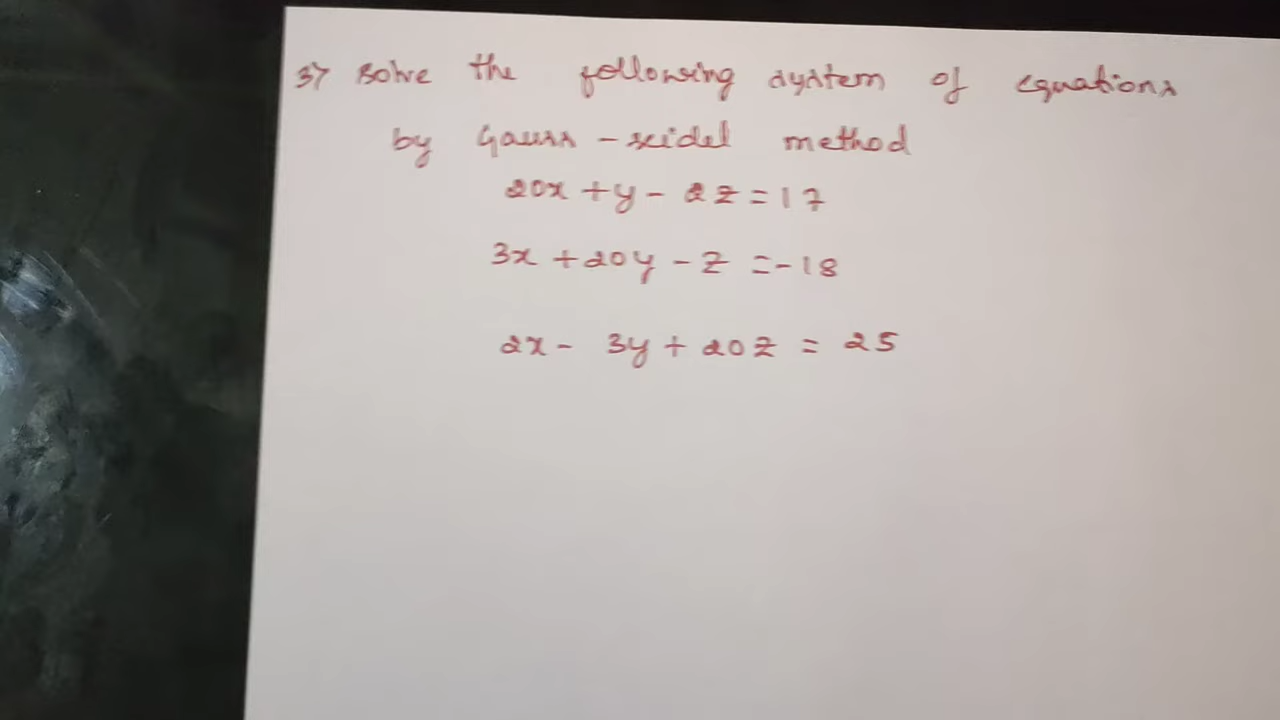 37 Solve the following system of equations
by Gauss-seidel method
20x + y - 2z = 17
3x + 20y - z = -18
2x - 3y + 20z = 25